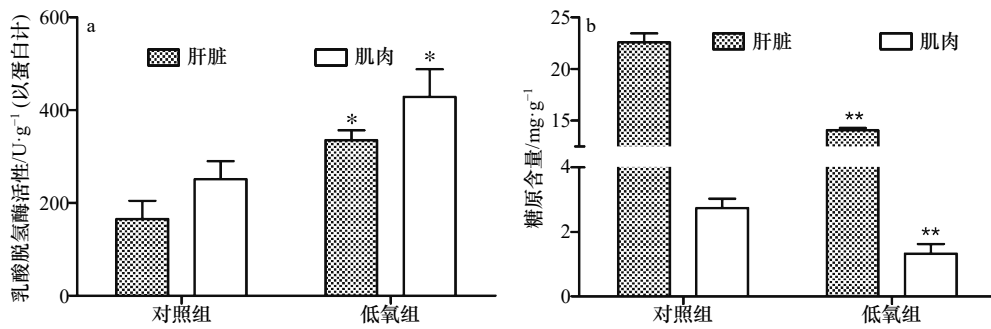 a
乳酸脱氢酶活性/U·g⁻¹ (以蛋白计)
600
400
200
0
肝脏 肌肉
*
*
对照组 低氧组
b
糖原含量/mg·g⁻¹
25
20
15
4
2
0
肝脏 肌肉
**
**
对照组 低氧组